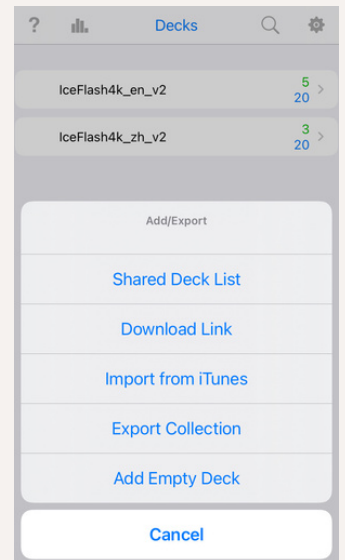 ? Decks
IceFlash4k_en_v2 5
20
IceFlash4k_zh_v2 3
20
Add/Export
Shared Deck List
Download Link
Import from iTunes
Export Collection
Add Empty Deck
Cancel